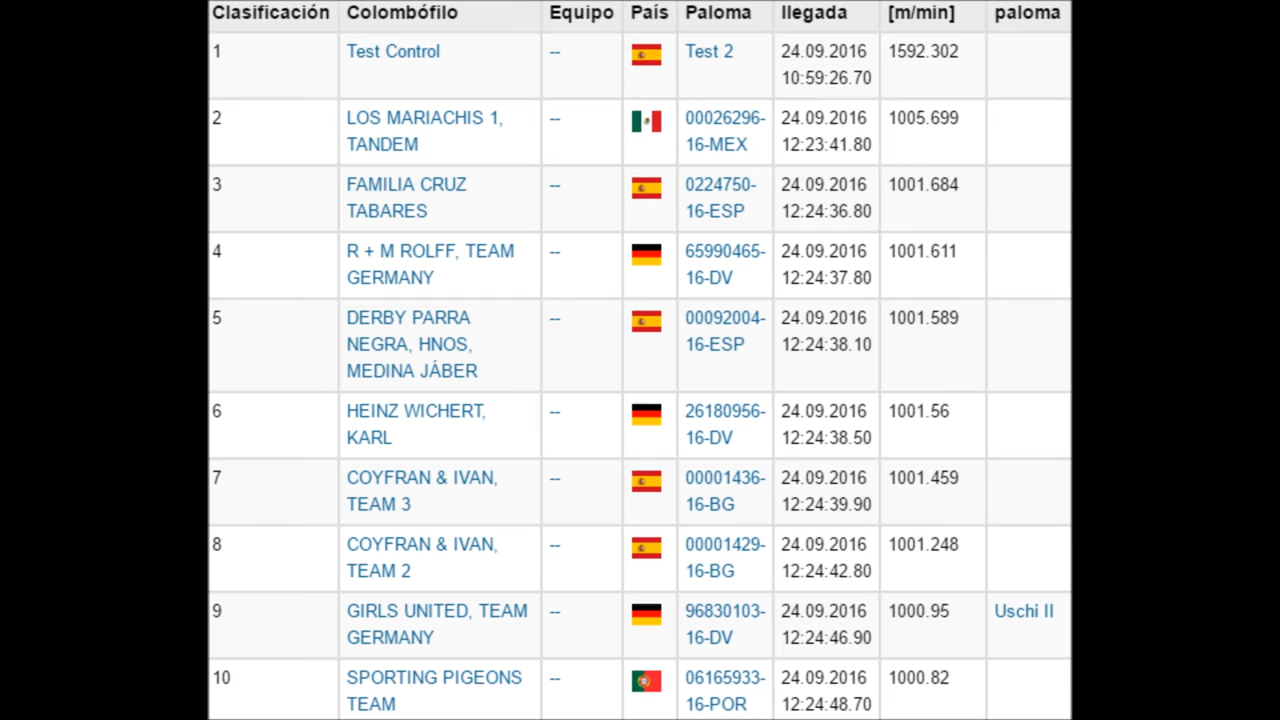 Clasificación Colombófilo Equipo País Paloma llegada [m/min] paloma
1 Test Control -- Test 2 24.09.2016 1592.302
10:59:26.70
2 LOS MARIACHIS 1, -- 00026296- 24.09.2016 1005.699
TANDEM 16-MEX 12:23:41.80
3 FAMILIA CRUZ -- 0224750- 24.09.2016 1001.684
TABARES 16-ESP 12:24:36.80
4 R + M ROLFF, TEAM -- 65990465- 24.09.2016 1001.611
GERMANY 16-DV 12:24:37.80
5 DERBY PARRA -- 00092004- 24.09.2016 1001.589
NEGRA, HNOS, 16-ESP 12:24:38.10
MEDINA JÁBER
6 HEINZ WICHERT, -- 26180956- 24.09.2016 1001.56
KARL 16-DV 12:24:38.50
7 COYFRAN & IVAN, -- 00001436- 24.09.2016 1001.459
TEAM 3 16-BG 12:24:39.90
8 COYFRAN & IVAN, -- 00001429- 24.09.2016 1001.248
TEAM 2 16-BG 12:24:42.80
9 GIRLS UNITED, TEAM -- 96830103- 24.09.2016 1000.95 Uschi II
GERMANY 16-DV 12:24:46.90
10 SPORTING PIGEONS -- 06165933- 24.09.2016 1000.82
TEAM 16-POR 12:24:48.70